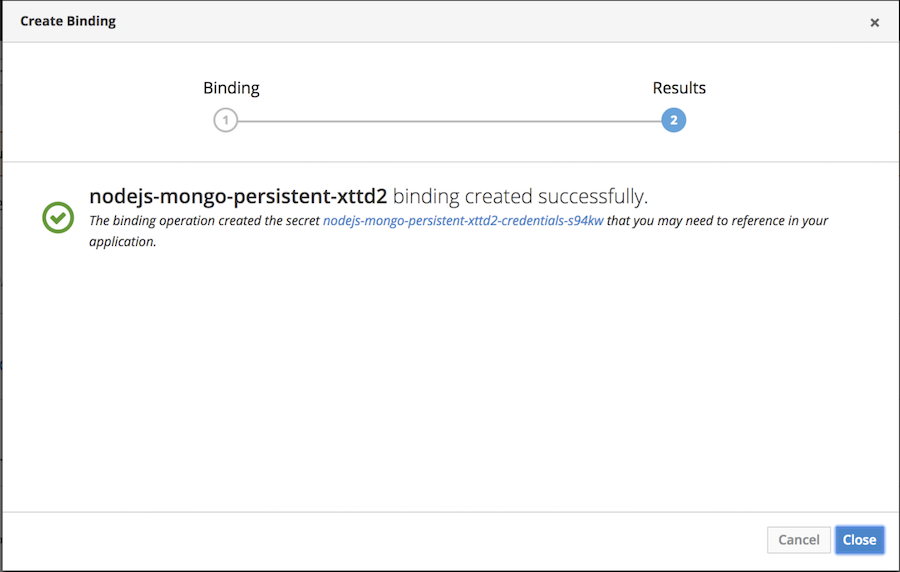 Create Binding
×
Binding
Results
1
2
nodejs-mongo-persistent-xttd2 binding created successfully.
The binding operation created the secret nodejs-mongo-persistent-xttd2-credentials-s94kw that you may need to reference in your
application.
Cancel
Close